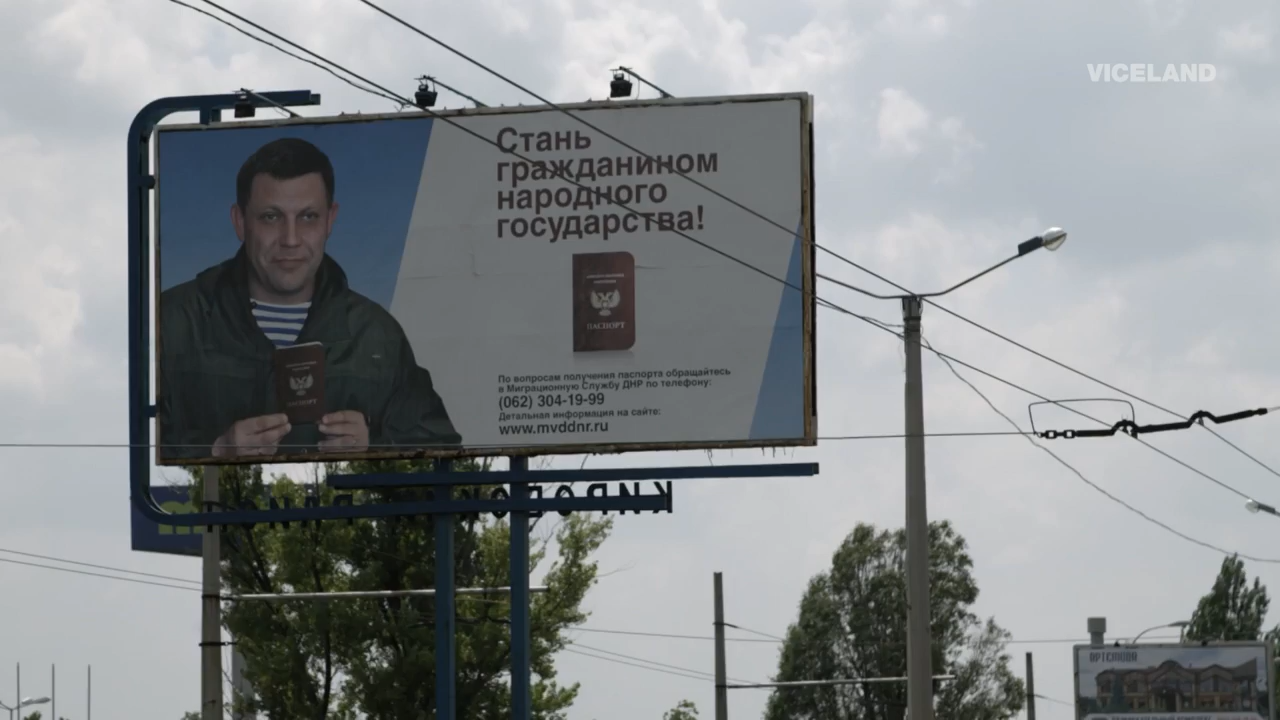 VICELAND
Стань
гражданином
народного
государства!
ПАСПОРТ
ПАСПОРТ
По вопросам получения паспорта обращайтесь
в Миграционную Службу ДНР по телефону:
(062) 304-19-99
Детальная информация на сайте:
www.mvddnr.ru